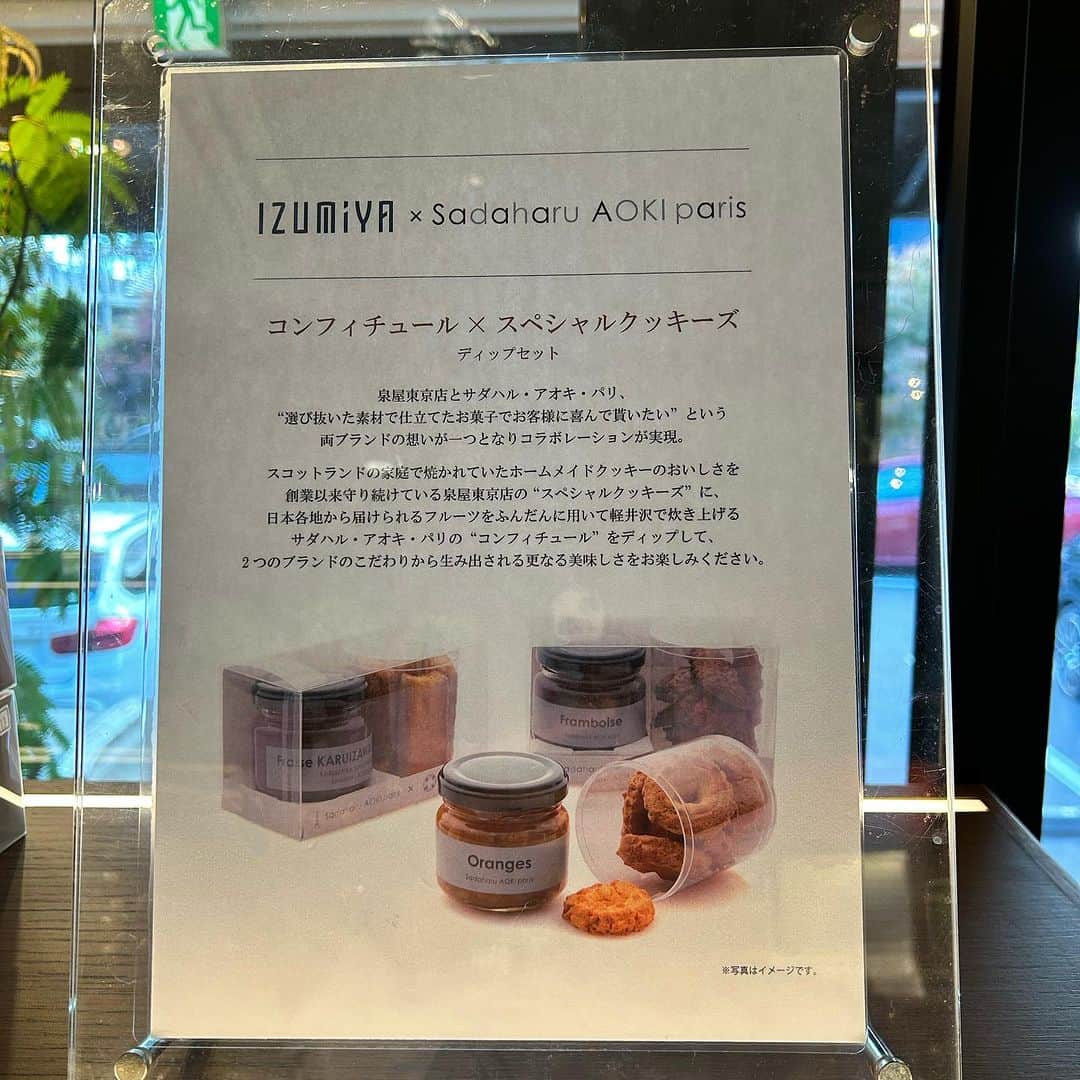 IZUMiYA × Sadaharu AOKI paris
コンフィチュール × スペシャルクッキーズ
ディップセット
泉屋東京店とサダハル・アオキ・パリ、
“選び抜いた素材で仕立てたお菓子でお客様に喜んで貰いたい”という
両ブランドの想いが一つとなりコラボレーションが実現。
スコットランドの家庭で焼かれていたホームメイドクッキーのおいしさを
創業以来守り続けている泉屋東京店の“スペシャルクッキーズ”に、
日本各地から届けられるフルーツをふんだんに用いて軽井沢で炊き上げる
サダハル・アオキ・パリの“コンフィチュール”をディップして、
2つのブランドのこだわりから生み出される更なる美味しさをお楽しみください。
Framboise
Fraise KARUIZAWA
Sadaharu AOKI paris ×
Oranges
Sadaharu AOKI paris
※写真はイメージです。